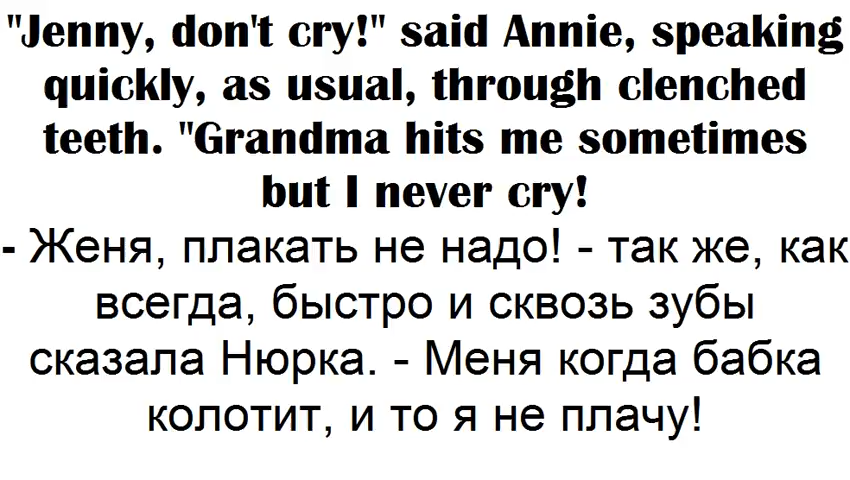 "Jenny, don't cry!" said Annie, speaking
quickly, as usual, through clenched
teeth. "Grandma hits me sometimes
but I never cry!
- Женя, плакать не надо! - так же, как
всегда, быстро и сквозь зубы
сказала Нюрка. - Меня когда бабка
колотит, и то я не плачу!